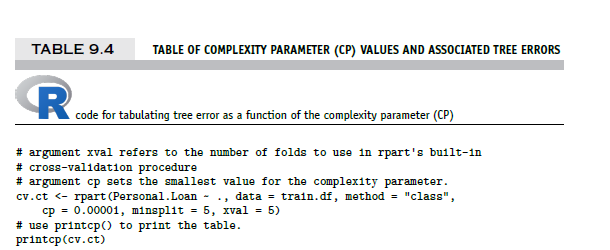 TABLE 9.4 TABLE OF COMPLEXITY PARAMETER (CP) VALUES AND ASSOCIATED TREE ERRORS
R code for tabulating tree error as a function of the complexity parameter (CP)
# argument xval refers to the number of folds to use in rpart's built-in
# cross-validation procedure
# argument cp sets the smallest value for the complexity parameter.
cv.ct <- rpart(Personal.Loan ~ ., data = train.df, method = "class",
    cp = 0.00001, minsplit = 5, xval = 5)
# use printcp() to print the table.
printcp(cv.ct)